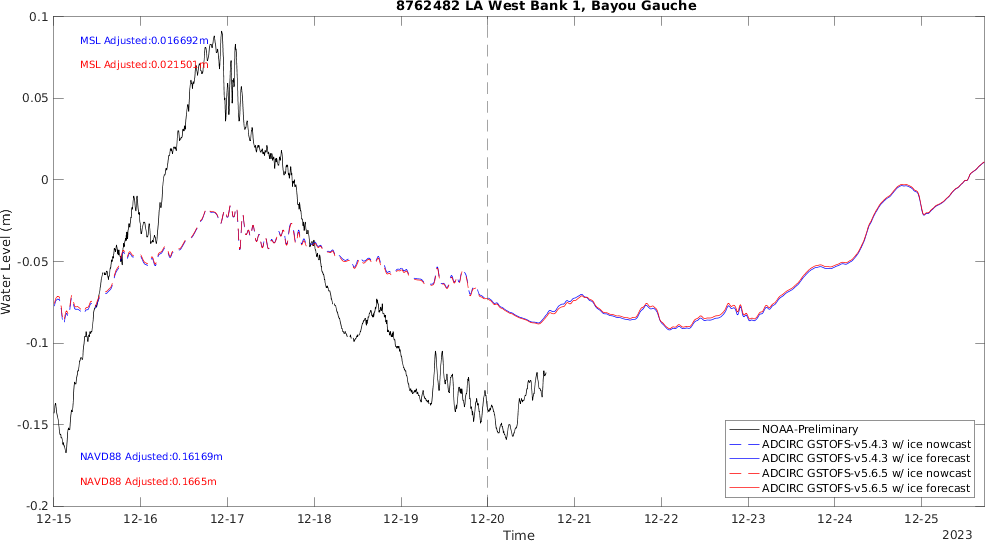 8762482 LA West Bank 1, Bayou Gauche
MSL Adjusted:0.016692m
MSL Adjusted:0.021501m
NAVD88 Adjusted:0.16169m
NAVD88 Adjusted:0.1665m
Water Level (m)
0.1
0.05
0
-0.05
-0.1
-0.15
-0.2
12-15 12-16 12-17 12-18 12-19 12-20 12-21 12-22 12-23 12-24 12-25
Time
2023
NOAA-Preliminary
ADCIRC GSTOFS-v5.4.3 w/ ice nowcast
ADCIRC GSTOFS-v5.4.3 w/ ice forecast
ADCIRC GSTOFS-v5.6.5 w/ ice nowcast
ADCIRC GSTOFS-v5.6.5 w/ ice forecast